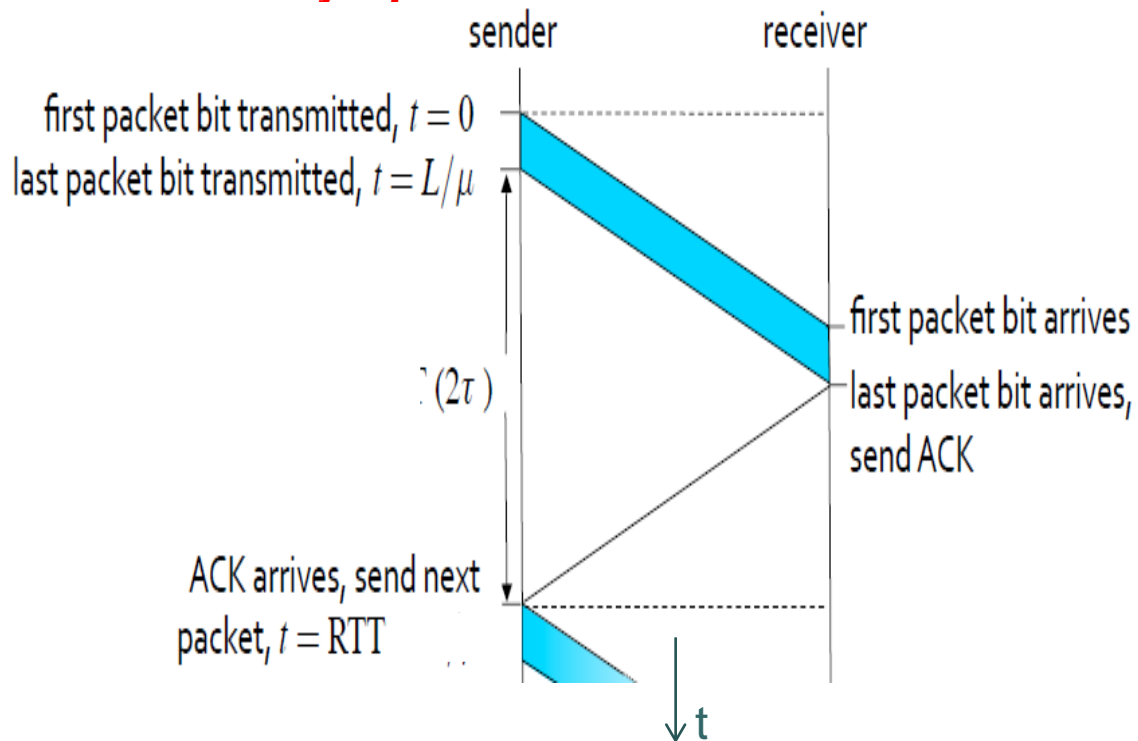 sender
receiver
first packet bit transmitted, t = 0
last packet bit transmitted, t = L/μ
first packet bit arrives
(2τ)
last packet bit arrives,
send ACK
ACK arrives, send next
packet, t = RTT
t